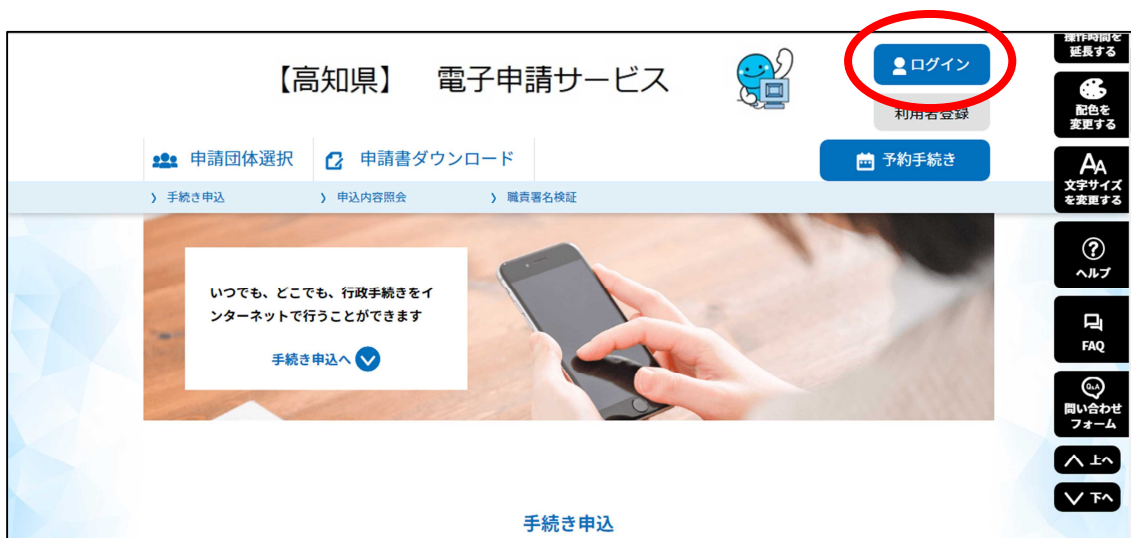 【高知県】 電子申請サービス
ログイン
利用者登録
申請団体選択
申請書ダウンロード
予約手続き
手続き申込
申込内容照会
職責署名検証
いつでも、どこでも、行政手続きをイ
ンターネットで行うことができます
手続き申込へ
手続き申込
操作時間を
延長する
配色を
変更する
AA
文字サイズ
を変更する
?
ヘルプ
FAQ
Q&A
問い合わせ
フォーム
上へ
下へ